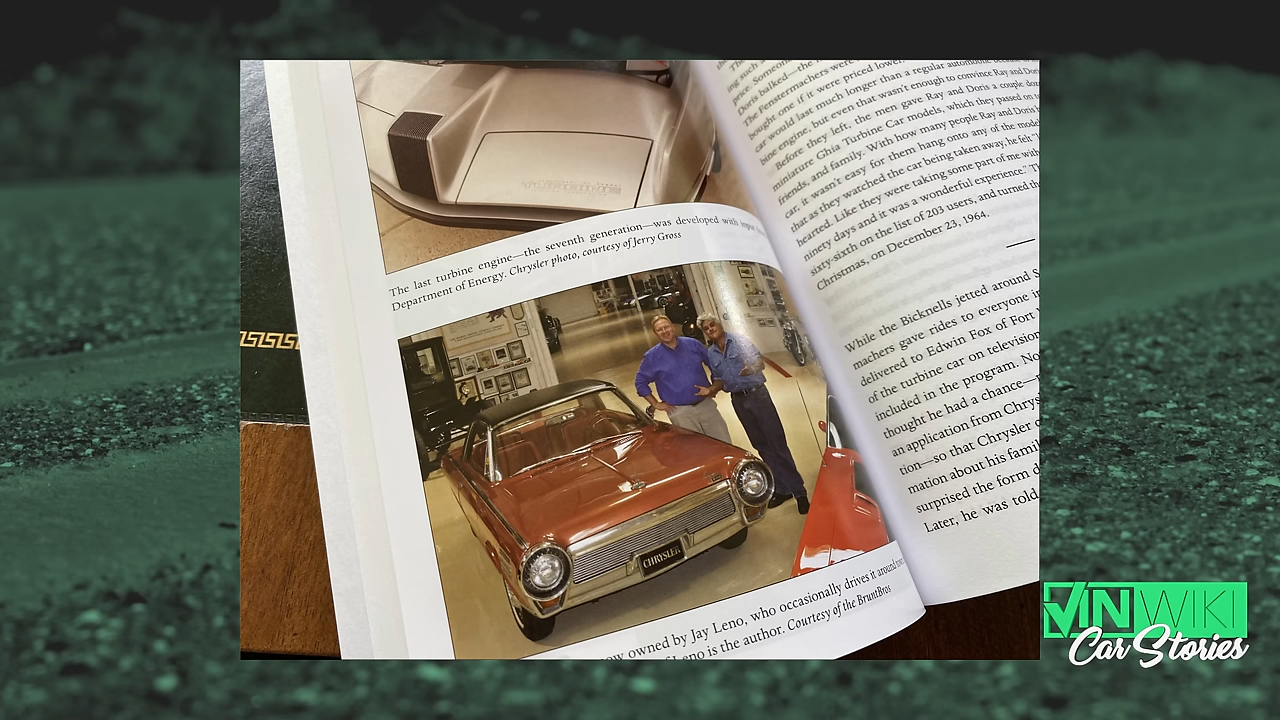 The last turbine engine—the seventh generation—was developed with
Department of Energy. Chrysler photo, courtesy of Jerry Gross
CHRYSLER
owned by Jay Leno, who occasionally drives it around
Leno is the author. Courtesy of the BruntBros
price. Someone
Doris balked—the
The Fenstermachers were
bought one if it were priced lower.
car would last much longer than a regular automobile because
bine engine, but even that wasn't enough to convince Ray and Doris
Before they left, the men gave Ray and Doris a couple
miniature Ghia Turbine Car models, which they passed on to
friends, and family. With how many people Ray and Doris
car, it wasn't easy for them hang onto any of the
that as they watched the car being taken away, he felt
hearted. Like they were taking some part of me with
ninety days and it was a wonderful experience."
sixty-sixth on the list of 203 users, and turned
Christmas, on December 23, 1964.
While the Bicknells jetted around
machers gave rides to everyone
delivered to Edwin Fox of Fort
of the turbine car on television
included in the program.
thought he had a chance—
an application from
tion—so that Chrysler
mation about his
surprised the form
Later, he was told
VINWIKI
Car Stories